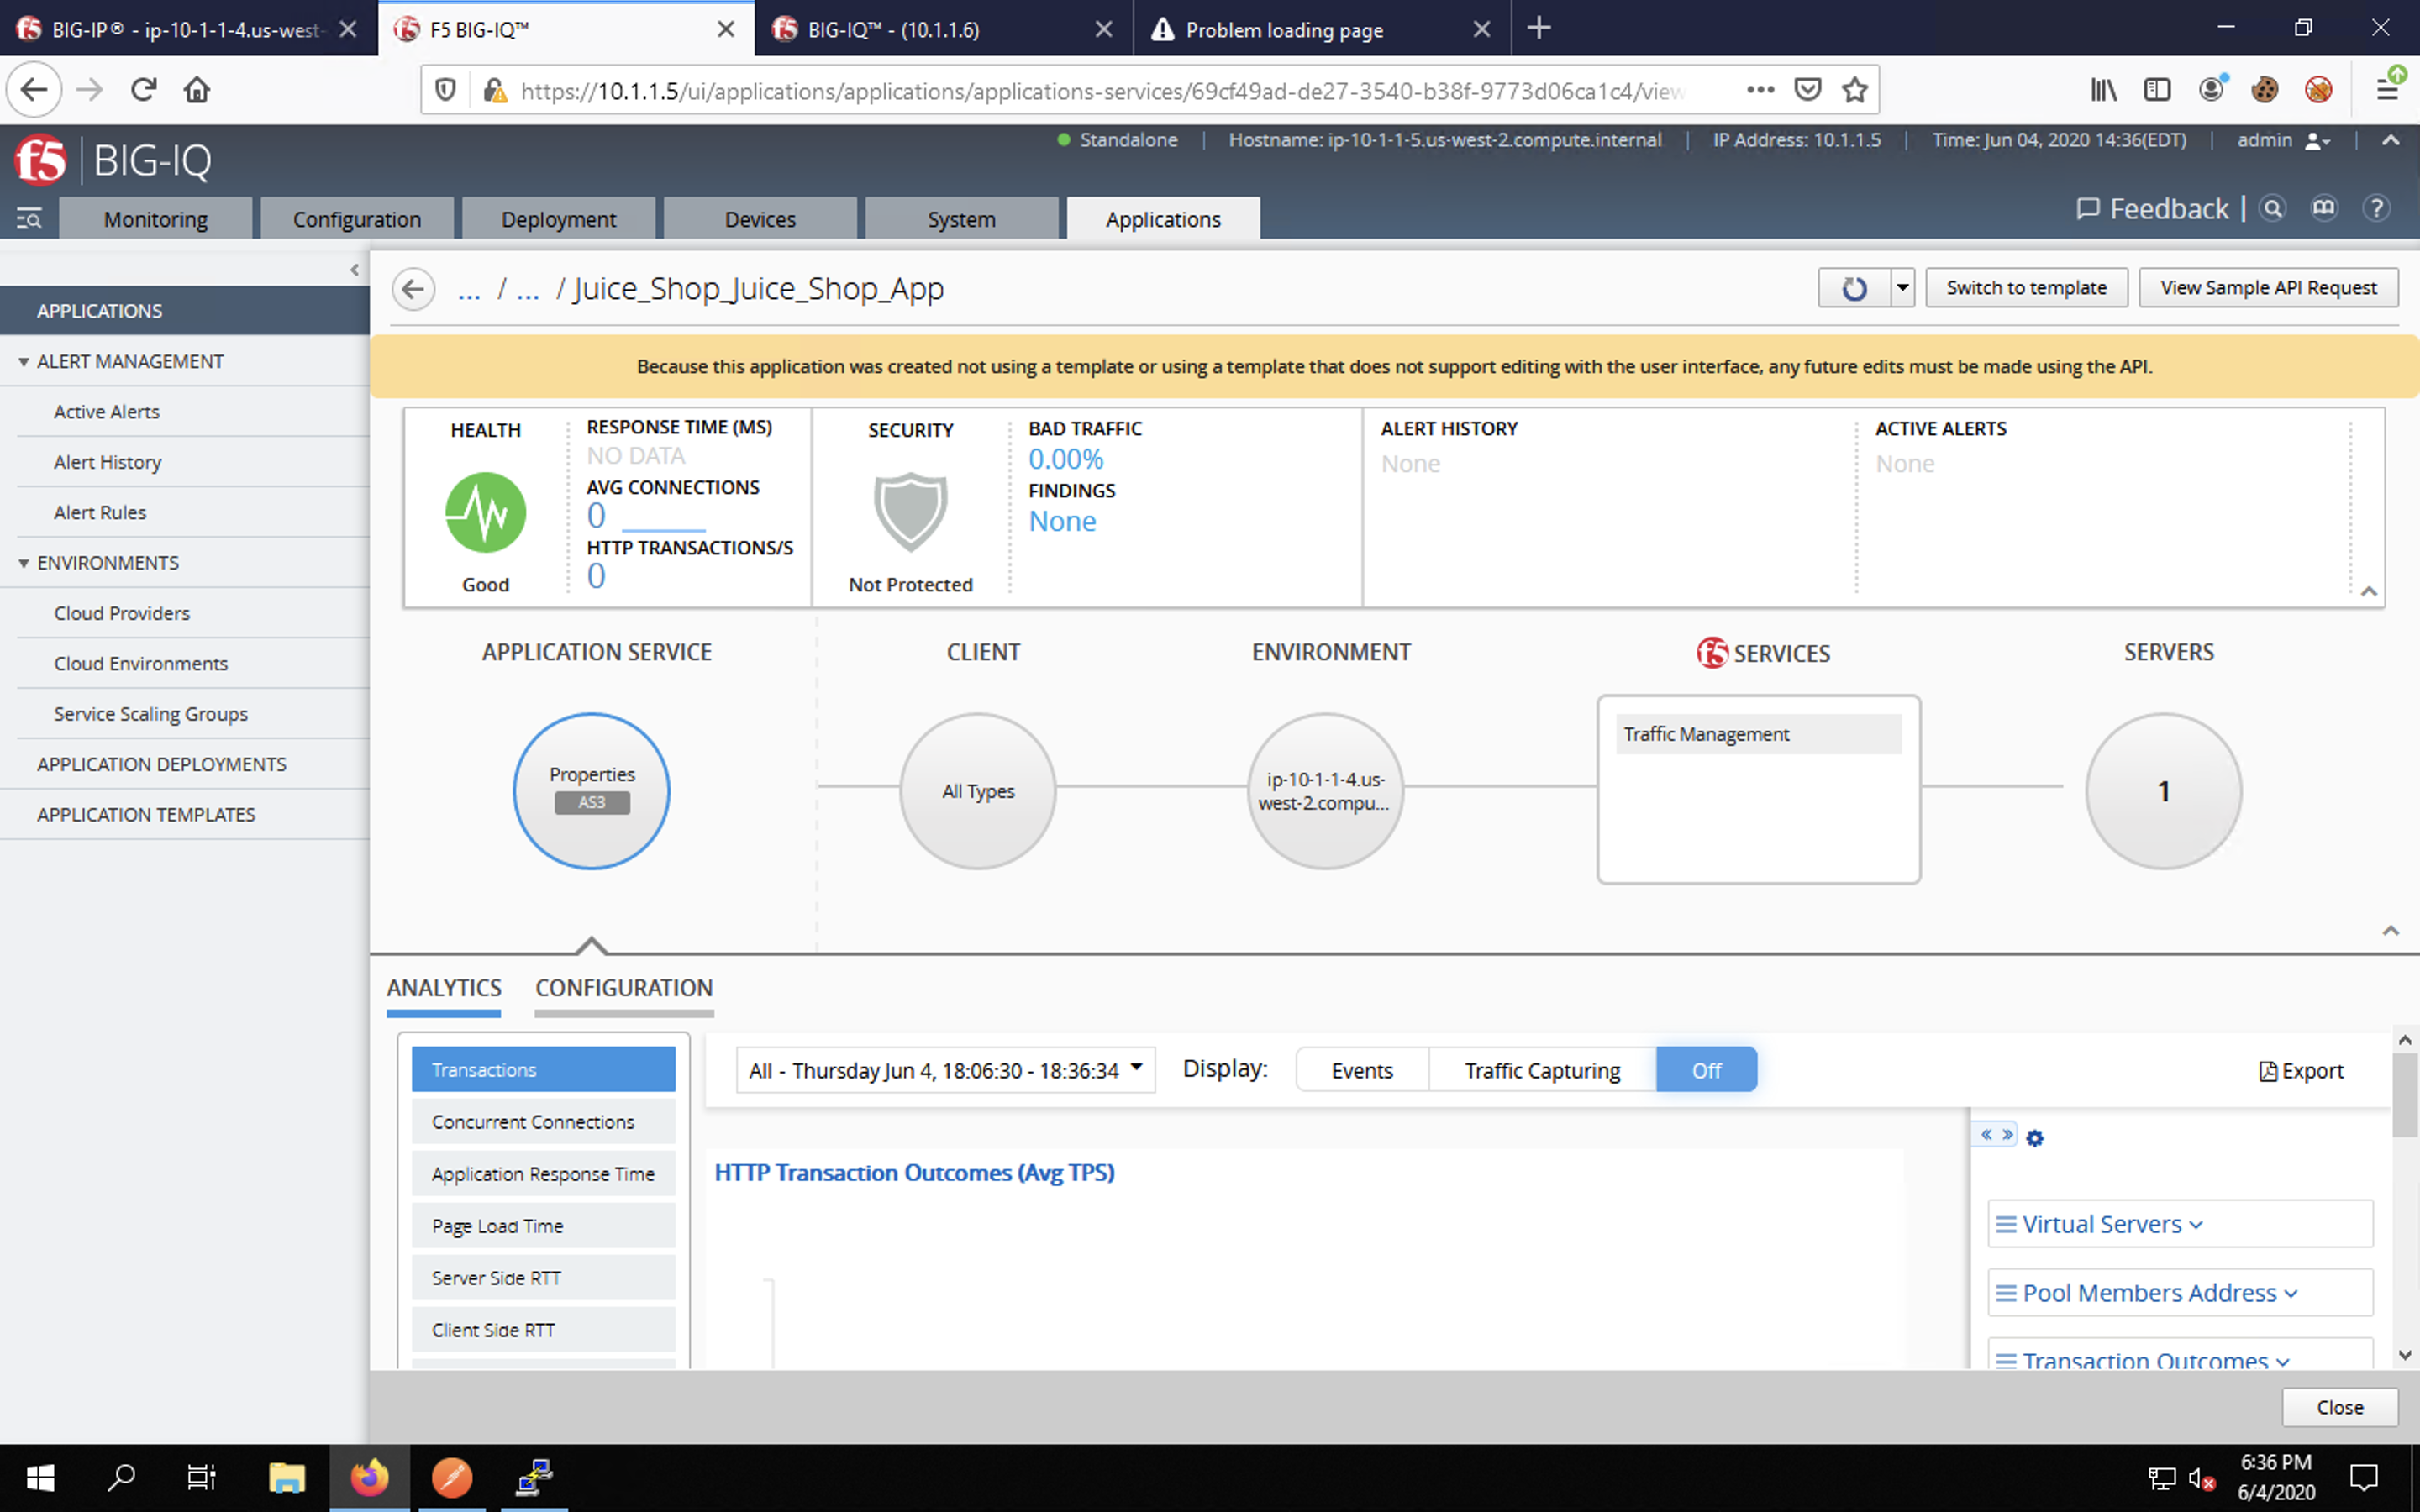 BIG-IP® - ip-10-1-1-4.us-west-
F5 BIG-IQ™
BIG-IQ™ - (10.1.1.6)
Problem loading page
https://10.1.1.5/ui/applications/applications/applications-services/69cf49ad-de27-3540-b38f-9773d06ca1c4/view
f5 BIG-IQ
Standalone | Hostname: ip-10-1-1-5.us-west-2.compute.internal | IP Address: 10.1.1.5 | Time: Jun 04, 2020 14:36(EDT) | admin
Monitoring Configuration Deployment Devices System Applications
Feedback
APPLICATIONS
ALERT MANAGEMENT
Active Alerts
Alert History
Alert Rules
ENVIRONMENTS
Cloud Providers
Cloud Environments
Service Scaling Groups
APPLICATION DEPLOYMENTS
APPLICATION TEMPLATES
... / ... / Juice_Shop_Juice_Shop_App
Switch to template
View Sample API Request
Because this application was created not using a template or using a template that does not support editing with the user interface, any future edits must be made using the API.
HEALTH
Good
RESPONSE TIME (MS)
NO DATA
AVG CONNECTIONS
0
HTTP TRANSACTIONS/S
0
SECURITY
Not Protected
BAD TRAFFIC
0.00%
FINDINGS
None
ALERT HISTORY
None
ACTIVE ALERTS
None
APPLICATION SERVICE
Properties
AS3
CLIENT
All Types
ENVIRONMENT
ip-10-1-1-4.us-
west-2.compu...
f5 SERVICES
Traffic Management
SERVERS
1
ANALYTICS
CONFIGURATION
Transactions
Concurrent Connections
Application Response Time
Page Load Time
Server Side RTT
Client Side RTT
All - Thursday Jun 4, 18:06:30 - 18:36:34
Display:
Events
Traffic Capturing
Off
Export
HTTP Transaction Outcomes (Avg TPS)
Virtual Servers
Pool Members Address
Transaction Outcomes
Close
6:36 PM
6/4/2020